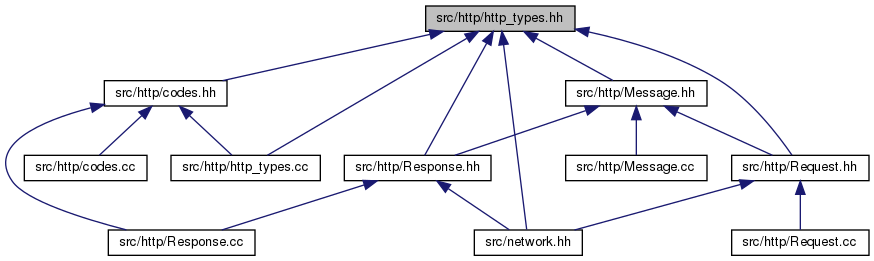 src/http/http_types.hh
src/http/codes.hh
src/http/Message.hh
src/http/codes.cc
src/http/http_types.cc
src/http/Response.hh
src/http/Message.cc
src/http/Request.hh
src/http/Response.cc
src/network.hh
src/http/Request.cc